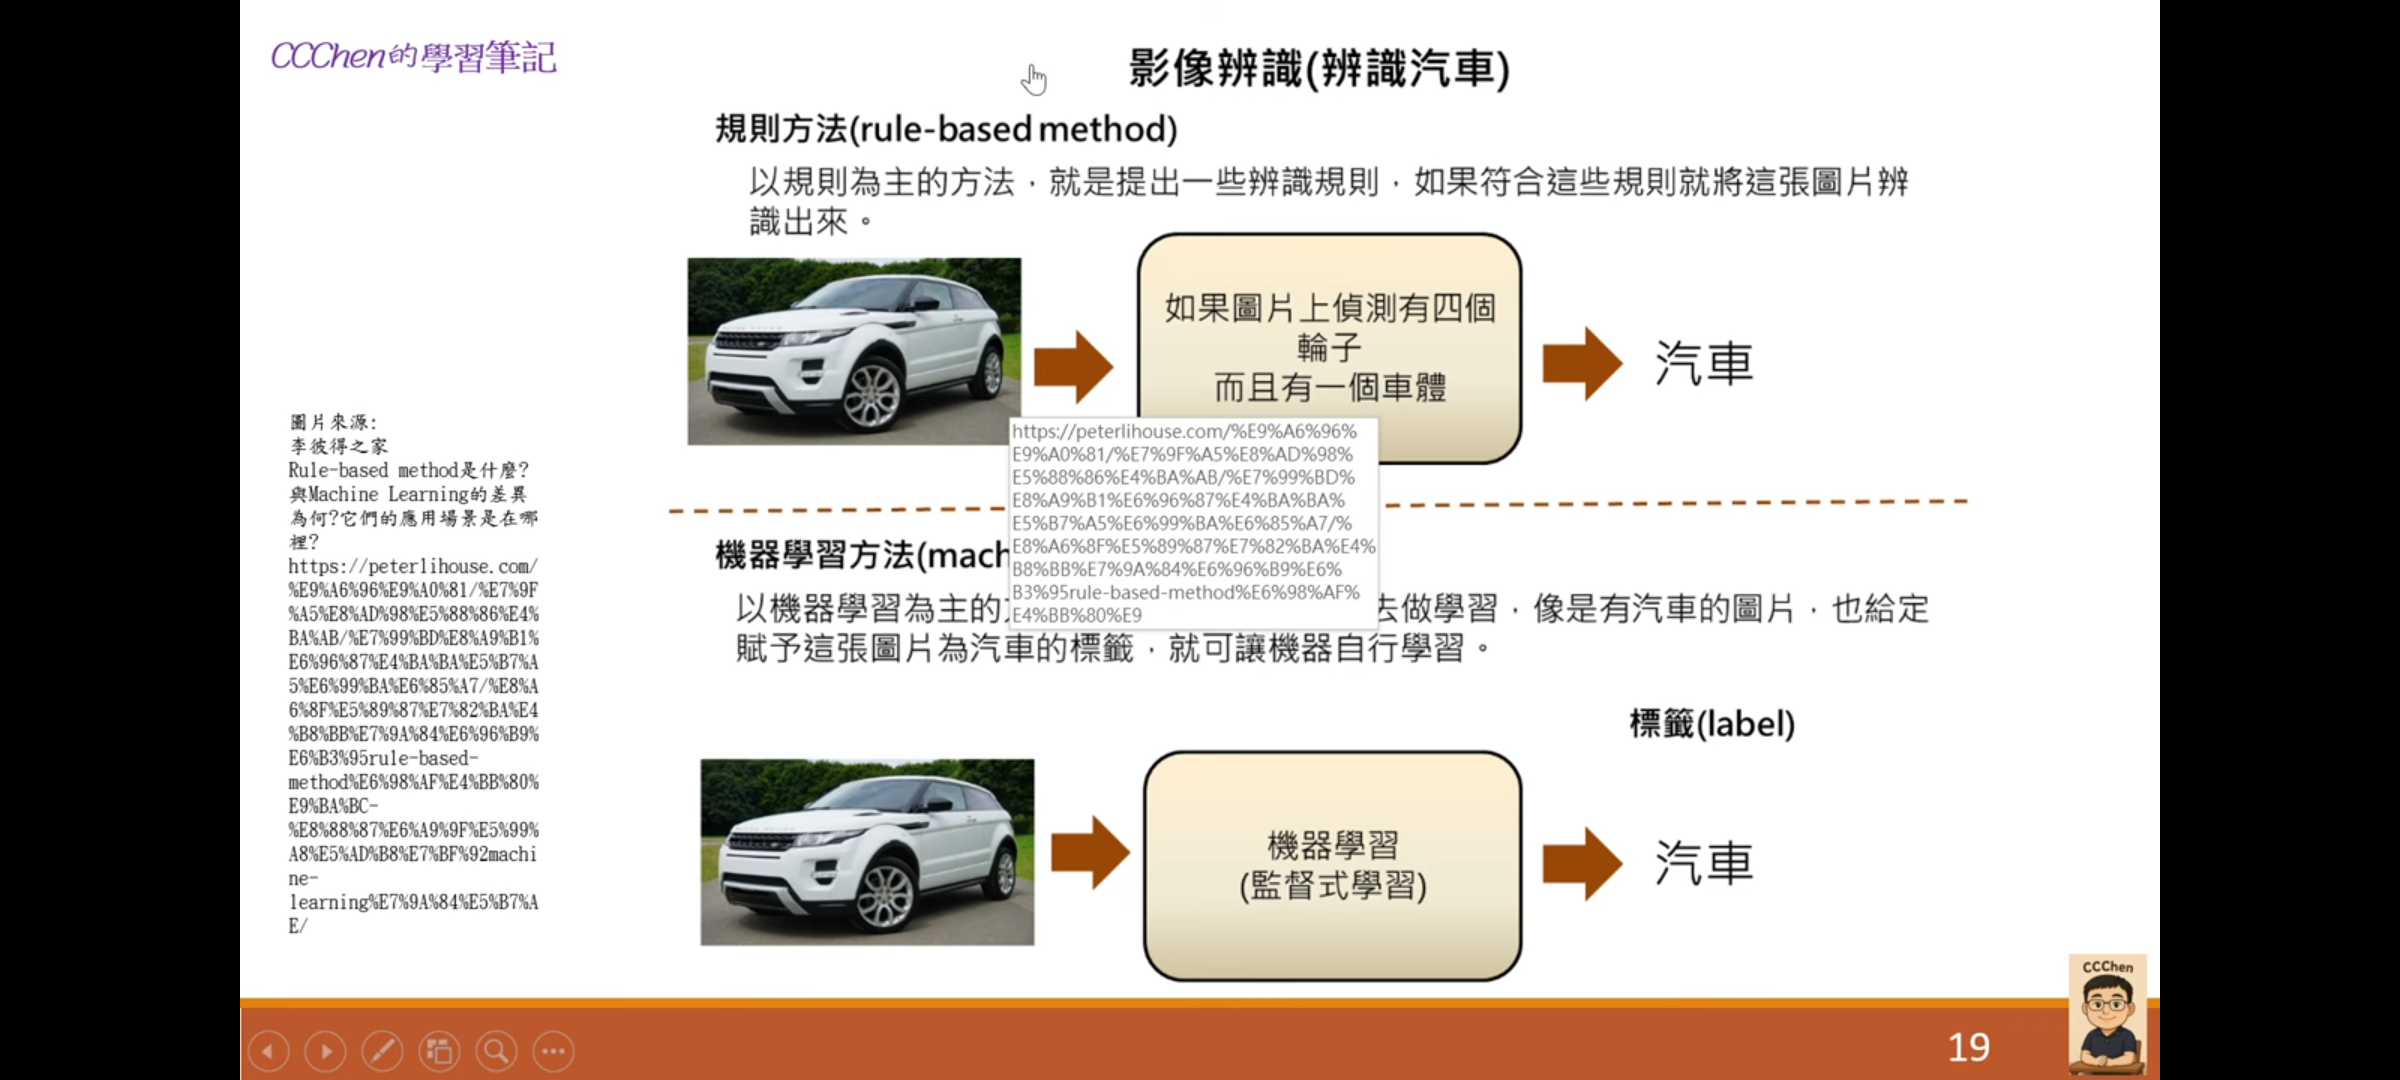 CCChen的學習筆記
影像辨識(辨識汽車)
規則方法(rule-based method)
以規則為主的方法，就是提出一些辨識規則，如果符合這些規則就將這張圖片辨
識出來。
如果圖片上偵測有四個
輪子
而且有一個車體
汽車
圖片來源:
李彼得之家
Rule-based method是什麼?
與Machine Learning的差異
為何?它們的應用場景是在哪
裡?
https://peterlihouse.com/
%E9%A6%96%E9%A0%81/%E7%9F
%A5%E8%AD%98%E5%88%86%E4%
BA%AB/%E7%99%BD%E8%A9%B1%
E6%96%87%E4%BA%BA%E5%B7%A
5%E6%99%BA%E6%85%A7/%E8%A
6%8F%E5%89%87%E7%82%BA%E4
%B8%BB%E7%9A%84%E6%96%B9%
E6%B3%95rule-based-
method%E6%98%AF%E4%BB%80%
E9%BA%BC-
%E8%88%87%E6%A9%9F%E5%99%
A8%E5%AD%B8%E7%BF%92machi
ne-
learning%E7%9A%84%E5%B7%A
E/
https://peterlihouse.com/%E9%A6%96%
E9%A0%81/%E7%9F%A5%E8%AD%98%
E5%88%86%E4%BA%AB/%E7%99%BD%
E8%A9%B1%E6%96%87%E4%BA%BA%
E5%B7%A5%E6%99%BA%E6%85%A7/%
E8%A6%8F%E5%89%87%E7%82%BA%E4%
B8%BB%E7%9A%84%E6%96%B9%E6%
B3%95rule-based-method%E6%98%AF%
E4%BB%80%E9
機器學習方法(mach
以機器學習為主的 去做學習，像是有汽車的圖片，也給定
賦予這張圖片為汽車的標籤，就可讓機器自行學習。
標籤(label)
機器學習
(監督式學習)
汽車
CCChen
19